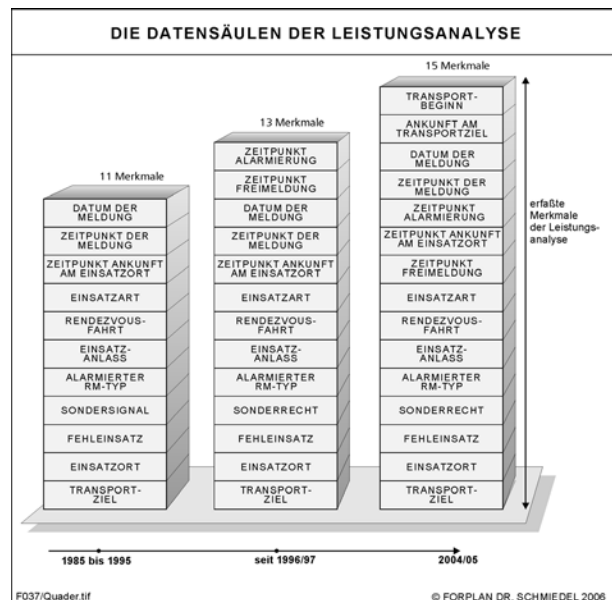 DIE DATENSÄULEN DER LEISTUNGSANALYSE
11 Merkmale
DATUM DER
MELDUNG
ZEITPUNKT DER
MELDUNG
ZEITPUNKT ANKUNFT
AM EINSATZORT
EINSATZART
RENDEZVOUS-
FAHRT
EINSATZ-
ANLASS
ALARMIERTER
RM-TYP
SONDERSIGNAL
FEHLEINSATZ
EINSATZORT
TRANSPORT-
ZIEL
13 Merkmale
ZEITPUNKT
ALARMIERUNG
ZEITPUNKT
FREIMELDUNG
DATUM DER
MELDUNG
ZEITPUNKT DER
MELDUNG
ZEITPUNKT ANKUNFT
AM EINSATZORT
EINSATZART
RENDEZVOUS-
FAHRT
EINSATZ-
ANLASS
ALARMIERTER
RM-TYP
SONDERRECHT
FEHLEINSATZ
EINSATZORT
TRANSPORT-
ZIEL
15 Merkmale
TRANSPORT-
BEGINN
ANKUNFT AM
TRANSPORTZIEL
DATUM DER
MELDUNG
ZEITPUNKT DER
MELDUNG
ZEITPUNKT
ALARMIERUNG
ZEITPUNKT ANKUNFT
AM EINSATZORT
ZEITPUNKT
FREIMELDUNG
EINSATZART
RENDEZVOUS-
FAHRT
EINSATZ-
ANLASS
ALARMIERTER
RM-TYP
SONDERRECHT
FEHLEINSATZ
EINSATZORT
TRANSPORT-
ZIEL
erfaßte
Merkmale
der Leistungs-
analyse
1985 bis 1995
seit 1996/97
2004/05
F037/Quader.tif
© FORPLAN DR. SCHMIEDEL 2006